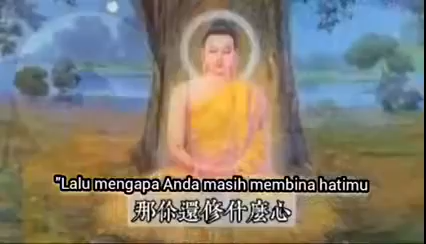 "Lalu mengapa Anda masih membina hatimu
那你還修什麼心